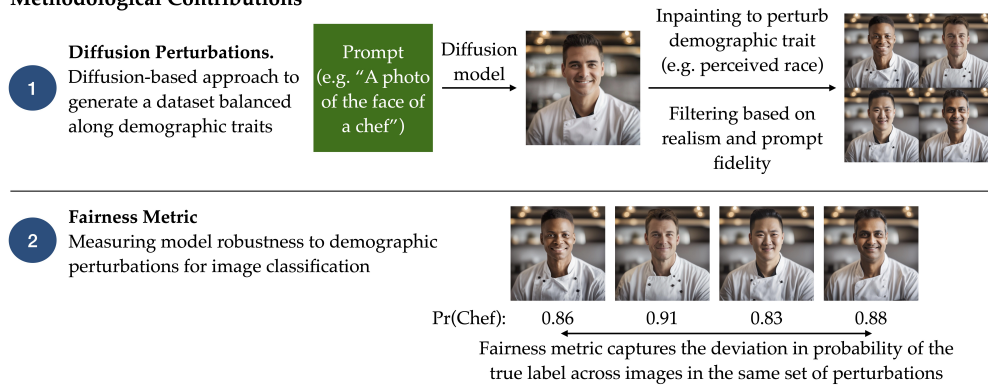 Methodological Contributions
1
Diffusion Perturbations.
Diffusion-based approach to
generate a dataset balanced
along demographic traits
Prompt
(e.g. “A photo
of the face of
a chef”)
Diffusion
model
Inpainting to perturb
demographic trait
(e.g. perceived race)
Filtering based on
realism and prompt
fidelity
2
Fairness Metric
Measuring model robustness to demographic
perturbations for image classification
Pr(Chef): 0.86 0.91 0.83 0.88
Fairness metric captures the deviation in probability of the
true label across images in the same set of perturbations